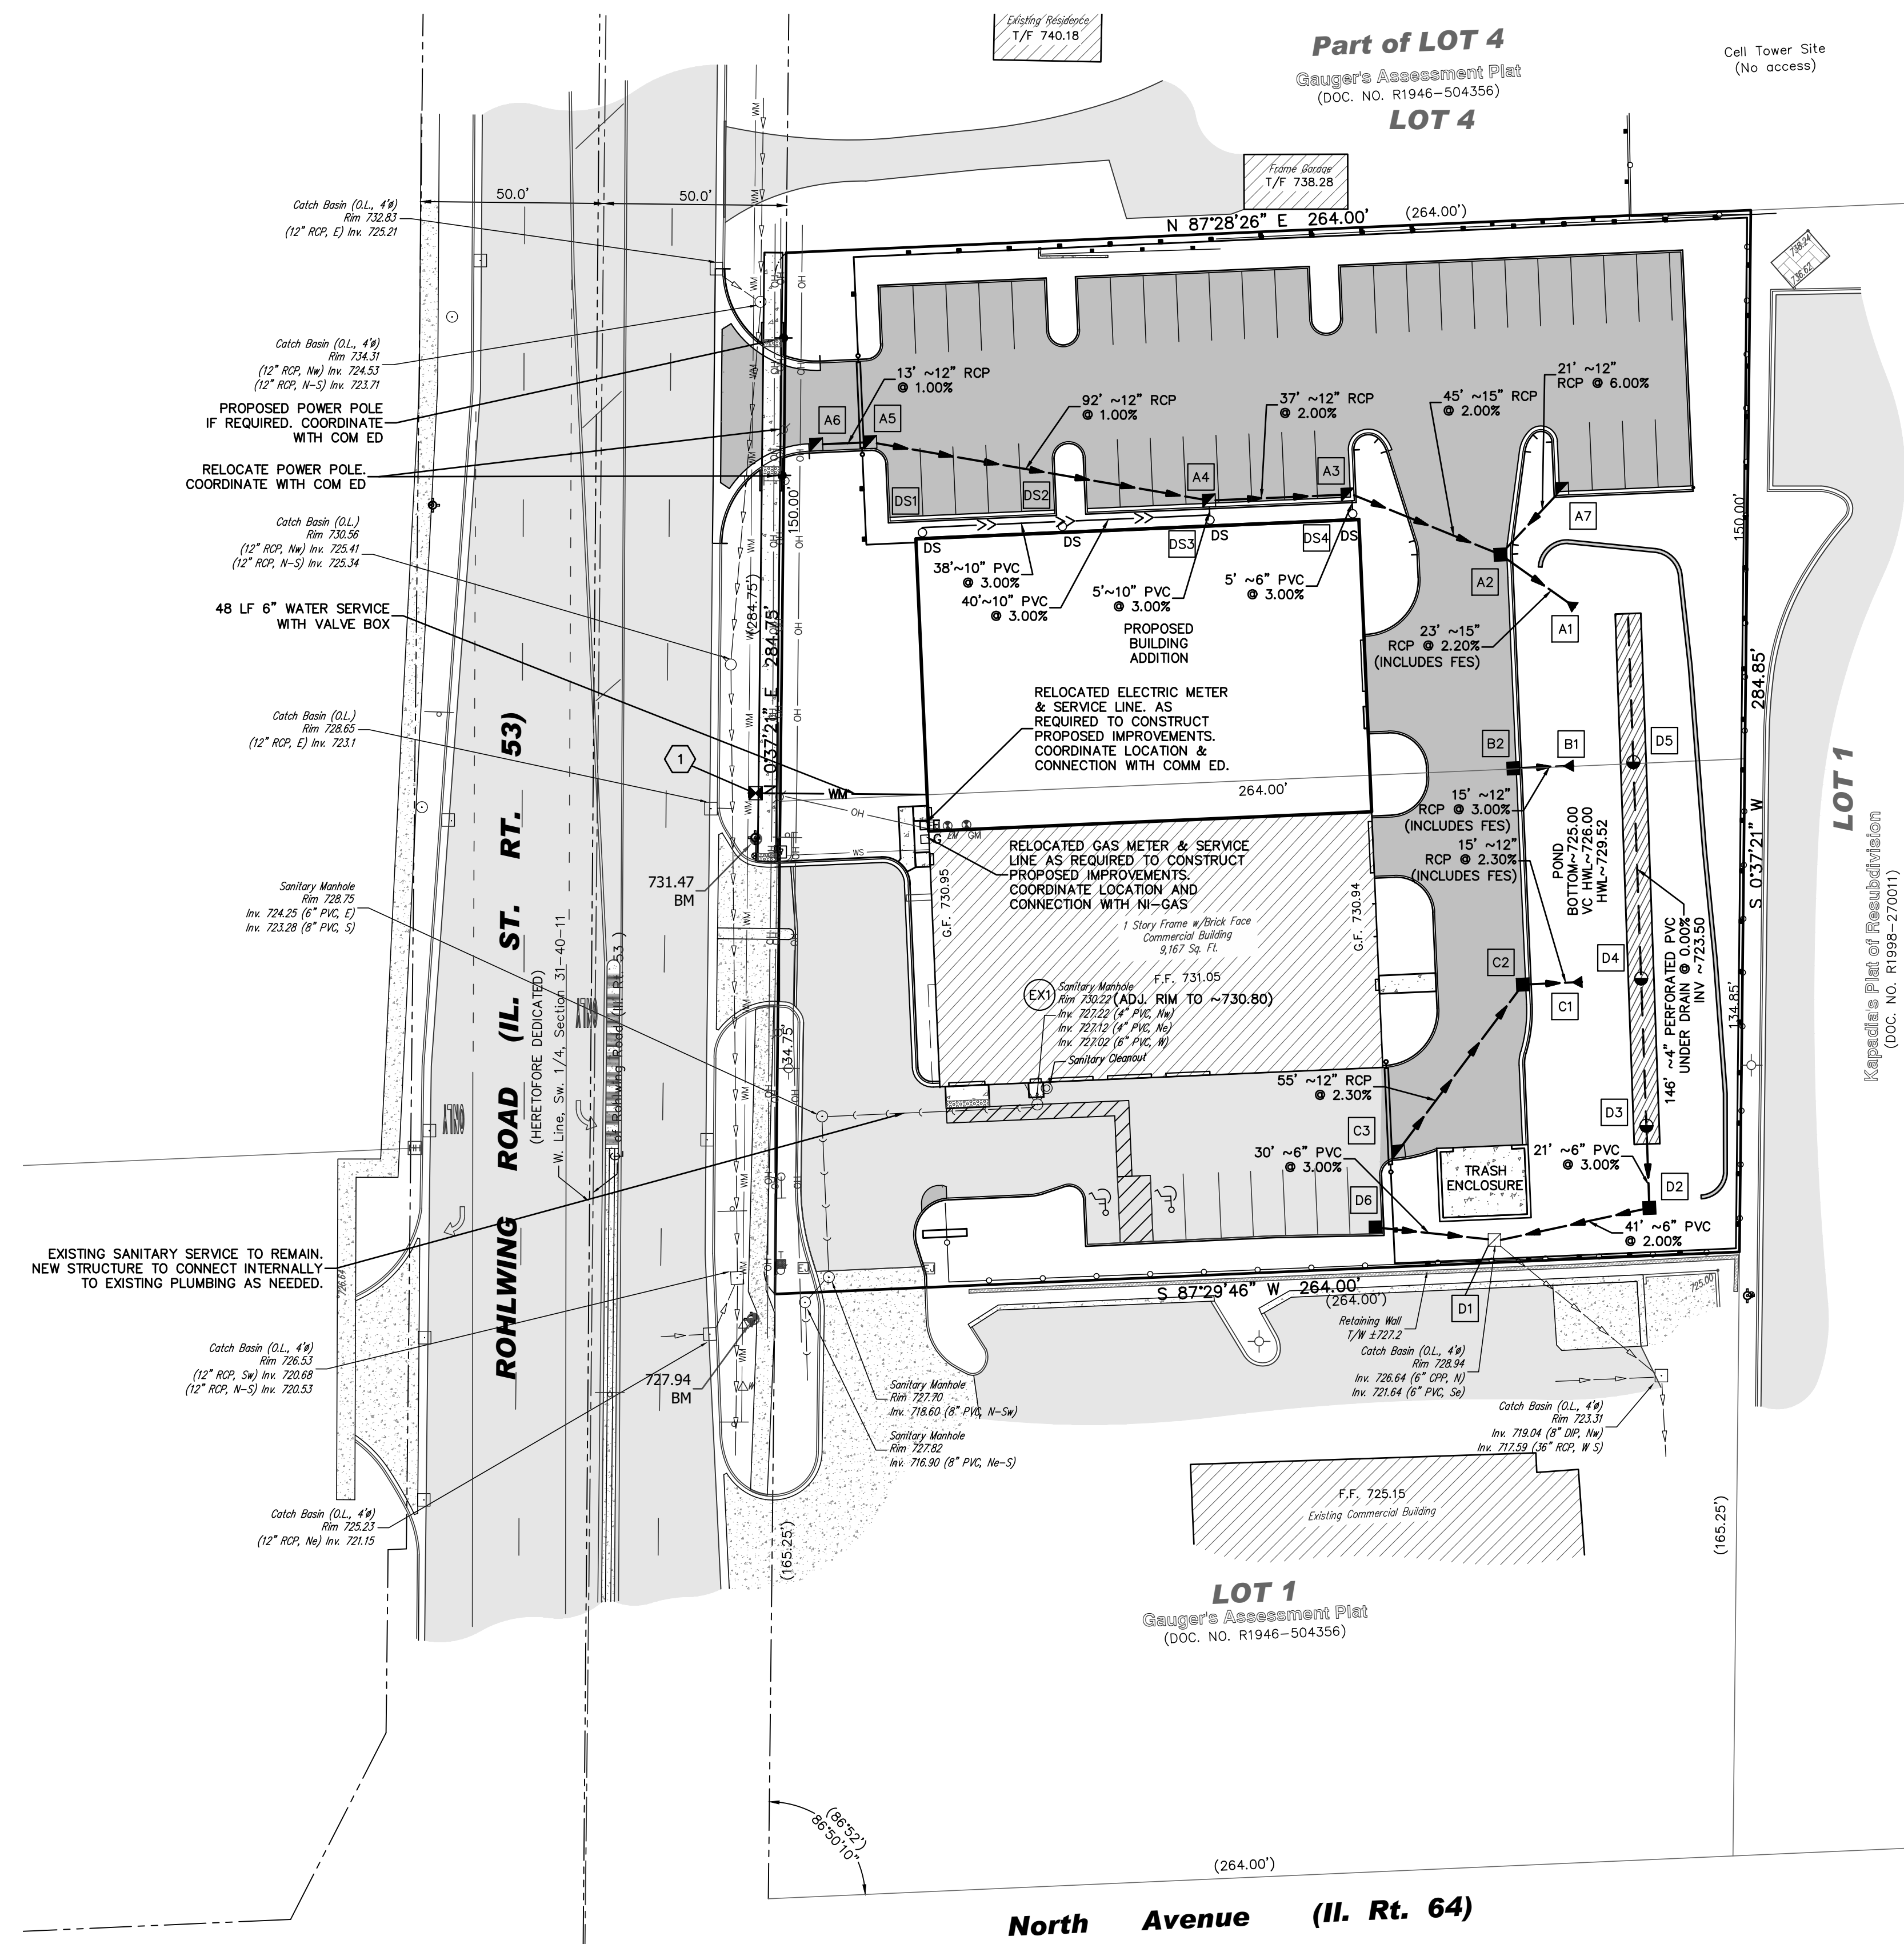 Existing Residence
T/F 740.18
Part of LOT 4
Gauger's Assessment Plat
(DOC. NO. R1946-504356)
LOT 4
Cell Tower Site
(No access)
Frame Garage
T/F 738.28
50.0'
50.0'
N 87°28'26" E 264.00'
(264.00')
738.24
736.62
Catch Basin (O.L., 4'ø)
Rim 732.83
(12" RCP, E) Inv. 725.21
Catch Basin (O.L., 4'ø)
Rim 734.31
(12" RCP, Nw) Inv. 724.53
(12" RCP, N-S) Inv. 723.71
PROPOSED POWER POLE
IF REQUIRED. COORDINATE
WITH COM ED
RELOCATE POWER POLE.
COORDINATE WITH COM ED
Catch Basin (O.L.)
Rim 730.56
(12" RCP, Nw) Inv. 725.41
(12" RCP, N-S) Inv. 725.34
48 LF 6" WATER SERVICE
WITH VALVE BOX
Catch Basin (O.L.)
Rim 728.65
(12" RCP, E) Inv. 723.1
Sanitary Manhole
Rim 728.75
Inv. 724.25 (6" PVC, E)
Inv. 723.28 (8" PVC, S)
EXISTING SANITARY SERVICE TO REMAIN.
NEW STRUCTURE TO CONNECT INTERNALLY
TO EXISTING PLUMBING AS NEEDED.
Catch Basin (O.L., 4'ø)
Rim 726.53
(12" RCP, Sw) Inv. 720.68
(12" RCP, N-S) Inv. 720.53
Catch Basin (O.L., 4'ø)
Rim 725.23
(12" RCP, Ne) Inv. 721.15
726.64
ROHLWING ROAD (IL. ST. RT. 53)
(HERETOFORE DEDICATED)
W. Line, Sw. 1/4, Section 31-40-11
℄ of Rohlwing Road (Ill. Rt. 53 )
ONLY
ONLY
13' ~12" RCP
@ 1.00%
A6
A5
92' ~12" RCP
@ 1.00%
37' ~12" RCP
@ 2.00%
45' ~15" RCP
@ 2.00%
21' ~12"
RCP @ 6.00%
A4
A3
A7
A2
A1
DS1
DS2
DS3
DS4
DS
DS
DS
DS
38'~10" PVC
@ 3.00%
40'~10" PVC
@ 3.00%
5'~10" PVC
@ 3.00%
5' ~6" PVC
@ 3.00%
23' ~15"
RCP @ 2.20%
(INCLUDES FES)
PROPOSED
BUILDING
ADDITION
RELOCATED ELECTRIC METER
& SERVICE LINE. AS
REQUIRED TO CONSTRUCT
PROPOSED IMPROVEMENTS.
COORDINATE LOCATION &
CONNECTION WITH COMM ED.
264.00'
150.00'
(284.75')
N 0°37'21" E 284.75'
134.75'
1
WM
OH
WS
E
G
EM
GM
731.47
BM
RELOCATED GAS METER & SERVICE
LINE AS REQUIRED TO CONSTRUCT
PROPOSED IMPROVEMENTS.
COORDINATE LOCATION AND
CONNECTION WITH NI-GAS
G.F. 730.95
G.F. 730.94
1 Story Frame w/Brick Face
Commercial Building
9,167 Sq. Ft.
F.F. 731.05
EX1
Sanitary Manhole
Rim 730.22 (ADJ. RIM TO ~730.80)
Inv. 727.22 (4" PVC, Nw)
Inv. 727.12 (4" PVC, Ne)
Inv. 727.02 (6" PVC, W)
Sanitary Cleanout
B2
B1
15' ~12"
RCP @ 3.00%
(INCLUDES FES)
15' ~12"
RCP @ 2.30%
(INCLUDES FES)
POND
BOTTOM~725.00
VC HWL~726.00
HWL~729.52
D5
D4
D3
146' ~4" PERFORATED PVC
UNDER DRAIN @ 0.00%
INV ~723.50
C2
C1
55' ~12" RCP
@ 2.30%
C3
30' ~6" PVC
@ 3.00%
D6
TRASH
ENCLOSURE
21' ~6" PVC
@ 3.00%
D2
41' ~6" PVC
@ 2.00%
D1
150.00'
284.85'
S 0°37'21" W
134.85'
LOT 1
Kapadia's Plat of Resubdivision
(DOC. NO. R1998-270011)
S 87°29'46" W 264.00'
(264.00')
Retaining Wall
T/W ±727.2
Catch Basin (O.L., 4'ø)
Rim 728.94
Inv. 726.64 (6" CPP, N)
Inv. 721.64 (6" PVC, Se)
725.00
Catch Basin (O.L., 4'ø)
Rim 723.31
Inv. 719.04 (8" DIP, Nw)
Inv. 717.59 (36" RCP, W S)
EJ
EJ
727.94
BM
Sanitary Manhole
Rim 727.70
Inv. 718.60 (8" PVC, N-Sw)
Sanitary Manhole
Rim 727.82
Inv. 716.90 (8" PVC, Ne-S)
F.F. 725.15
Existing Commercial Building
(165.25')
(165.25')
LOT 1
Gauger's Assessment Plat
(DOC. NO. R1946-504356)
(86°52')
86°50'10"
(264.00')
North Avenue (Il. Rt. 64)